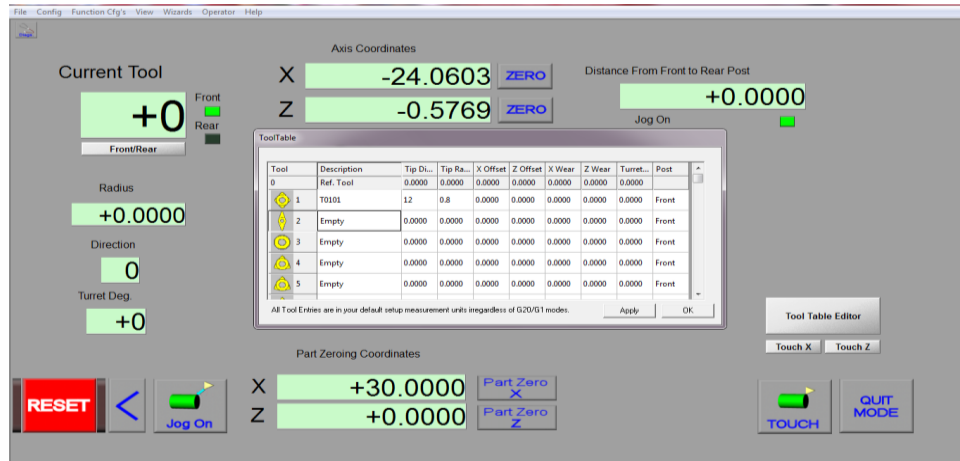 File Config Function Cfg's View Wizards Operator Help
Axis Coordinates
Current Tool
X -24.0603 ZERO
Distance From Front to Rear Post
+0.0000
Z -0.5769 ZERO
Jog On
+0
Front
Rear
Front/Rear
Radius
+0.0000
Direction
0
Turret Deg.
+0
ToolTable
Tool Description Tip Di... Tip Ra... X Offset Z Offset X Wear Z Wear Turret... Post
0 Ref. Tool 0.0000 0.0000 0.0000 0.0000 0.0000 0.0000 0.0000
1 T0101 12 0.8 0.0000 0.0000 0.0000 0.0000 0.0000 Front
2 Empty 0.0000 0.0000 0.0000 0.0000 0.0000 0.0000 0.0000 Front
3 Empty 0.0000 0.0000 0.0000 0.0000 0.0000 0.0000 0.0000 Front
4 Empty 0.0000 0.0000 0.0000 0.0000 0.0000 0.0000 0.0000 Front
5 Empty 0.0000 0.0000 0.0000 0.0000 0.0000 0.0000 0.0000 Front
All Tool Entries are in your default setup measurement units irregardless of G20/G1 modes.
Apply OK
Tool Table Editor
Touch X Touch Z
Part Zeroing Coordinates
X +30.0000 Part Zero X
Z +0.0000 Part Zero Z
RESET
<
Jog On
TOUCH
QUIT MODE